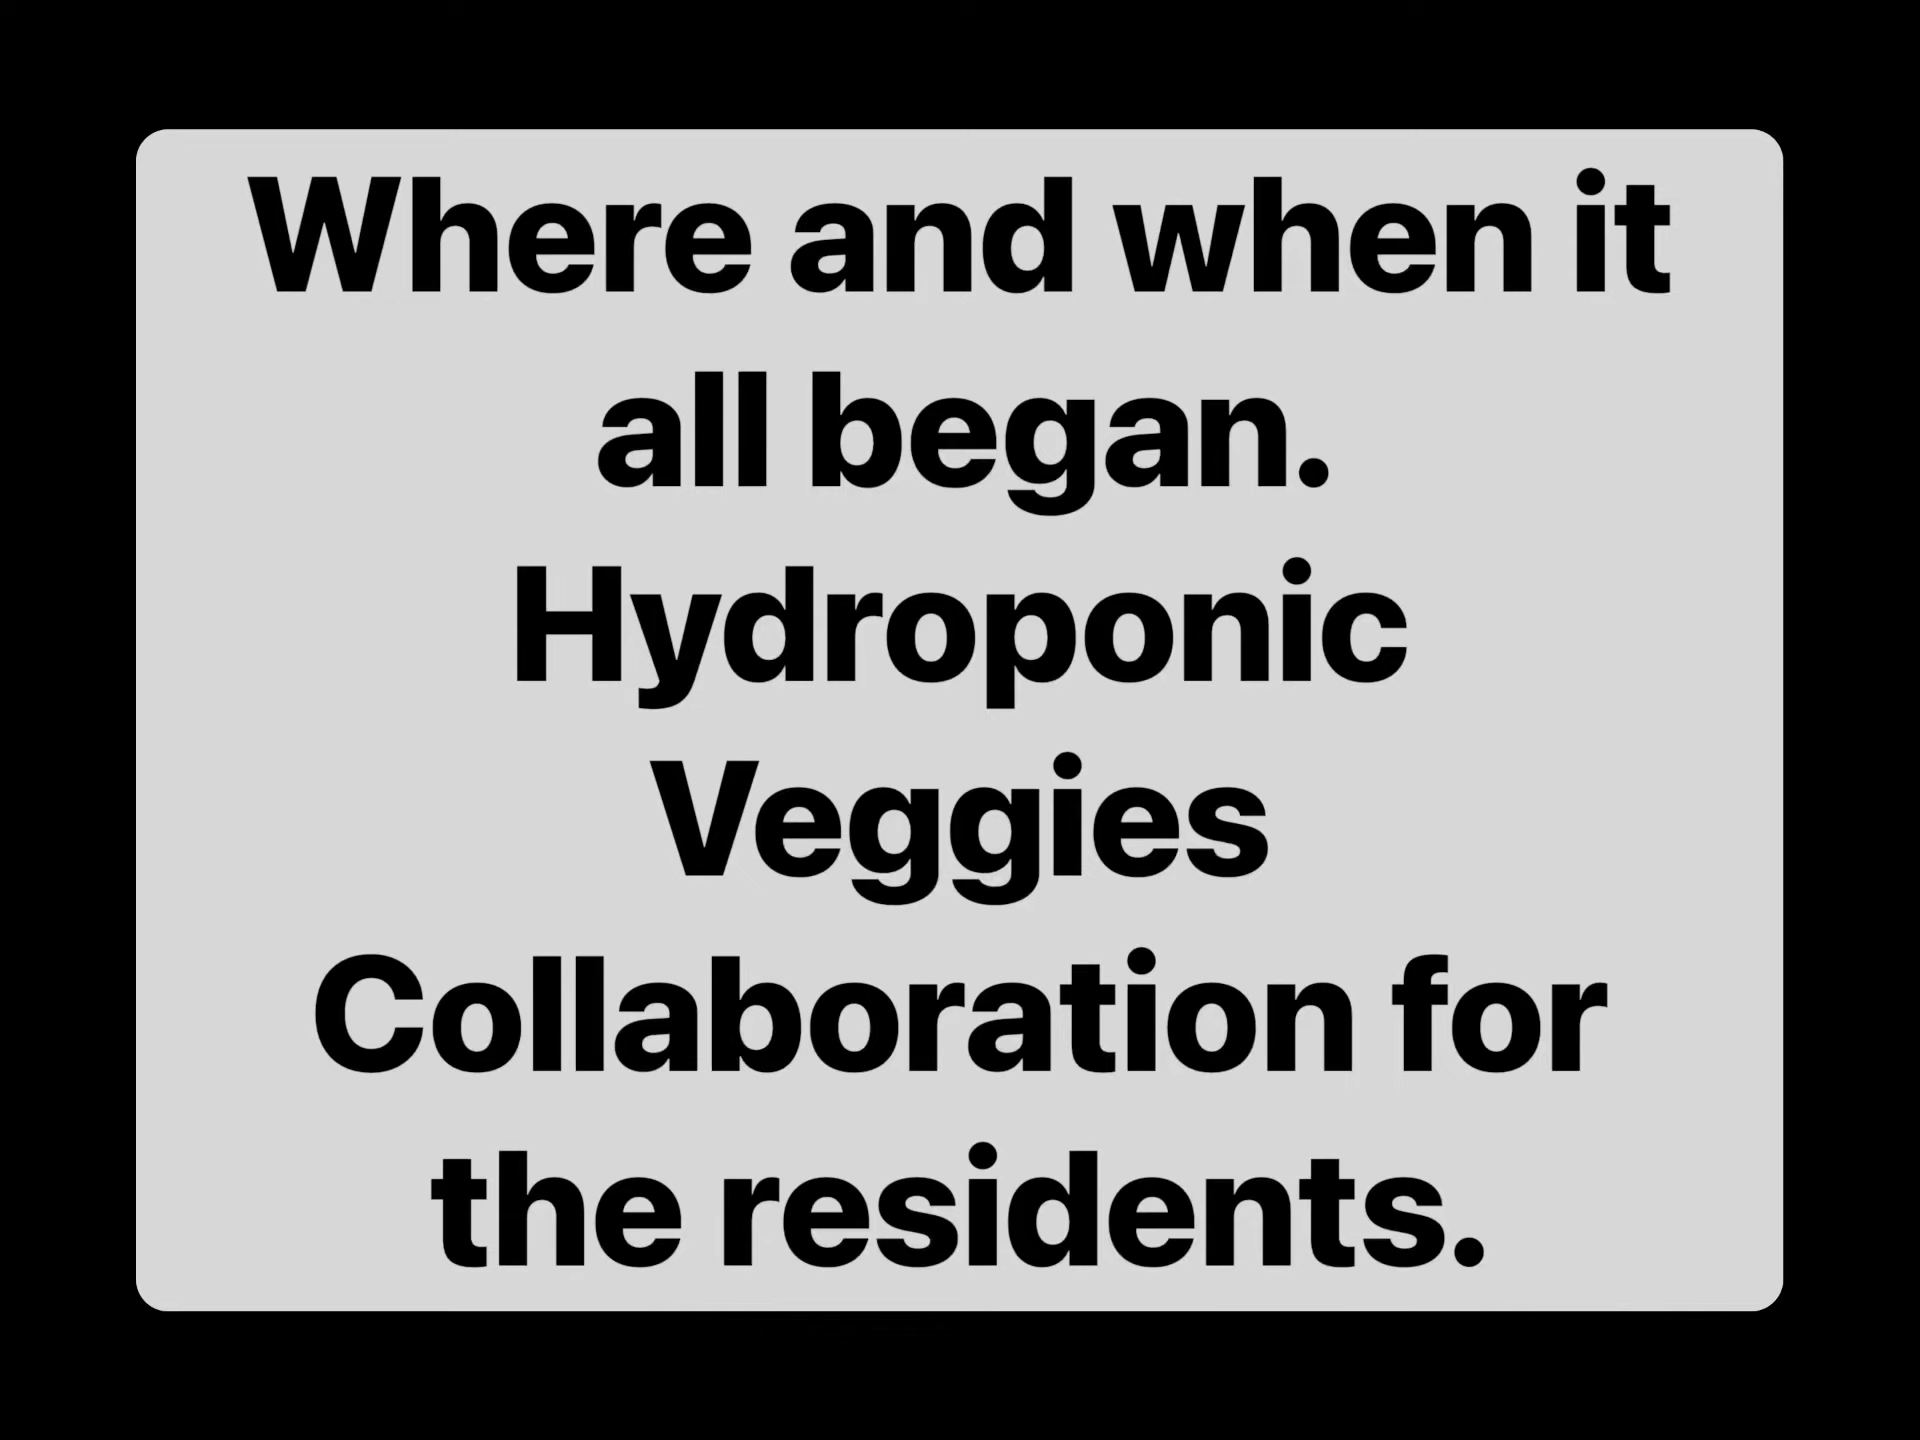 Where and when it
all began.
Hydroponic
Veggies
Collaboration for
the residents.